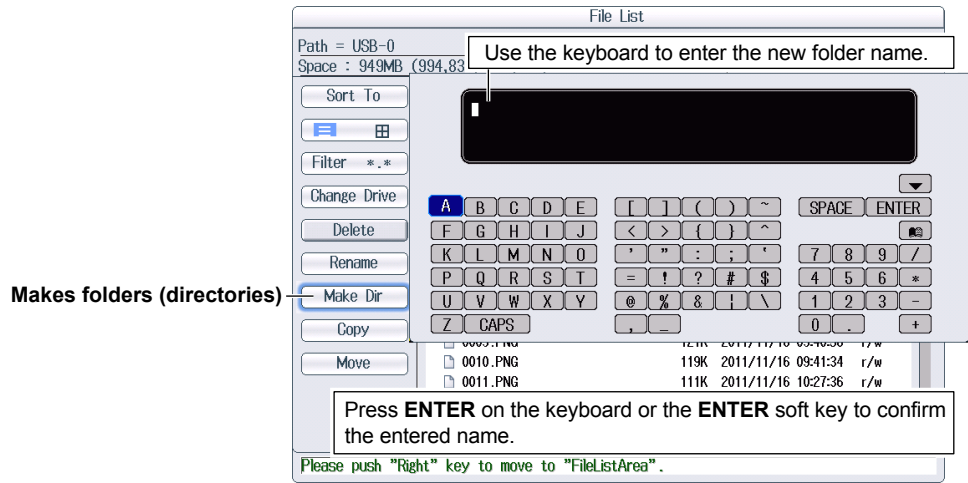 File List
Path = USB-0
Use the keyboard to enter the new folder name.
Space : 949MB (994,83
Sort To
Filter *.*
Change Drive
Delete
Rename
Makes folders (directories)
Make Dir
Copy
Move
A B C D E [ ] ( ) ~ SPACE ENTER
F G H I J < > { } ^
K L M N O ' " : ; ` 7 8 9 /
P Q R S T = ! ? # $ 4 5 6 *
U V W X Y @ % & ¦ \ 1 2 3 -
Z CAPS , _ 0 . +
0010.PNG 119K 2011/11/16 09:41:34 r/w
0011.PNG 111K 2011/11/16 10:27:36 r/w
Press ENTER on the keyboard or the ENTER soft key to confirm
the entered name.
Please push "Right" key to move to "FileListArea".